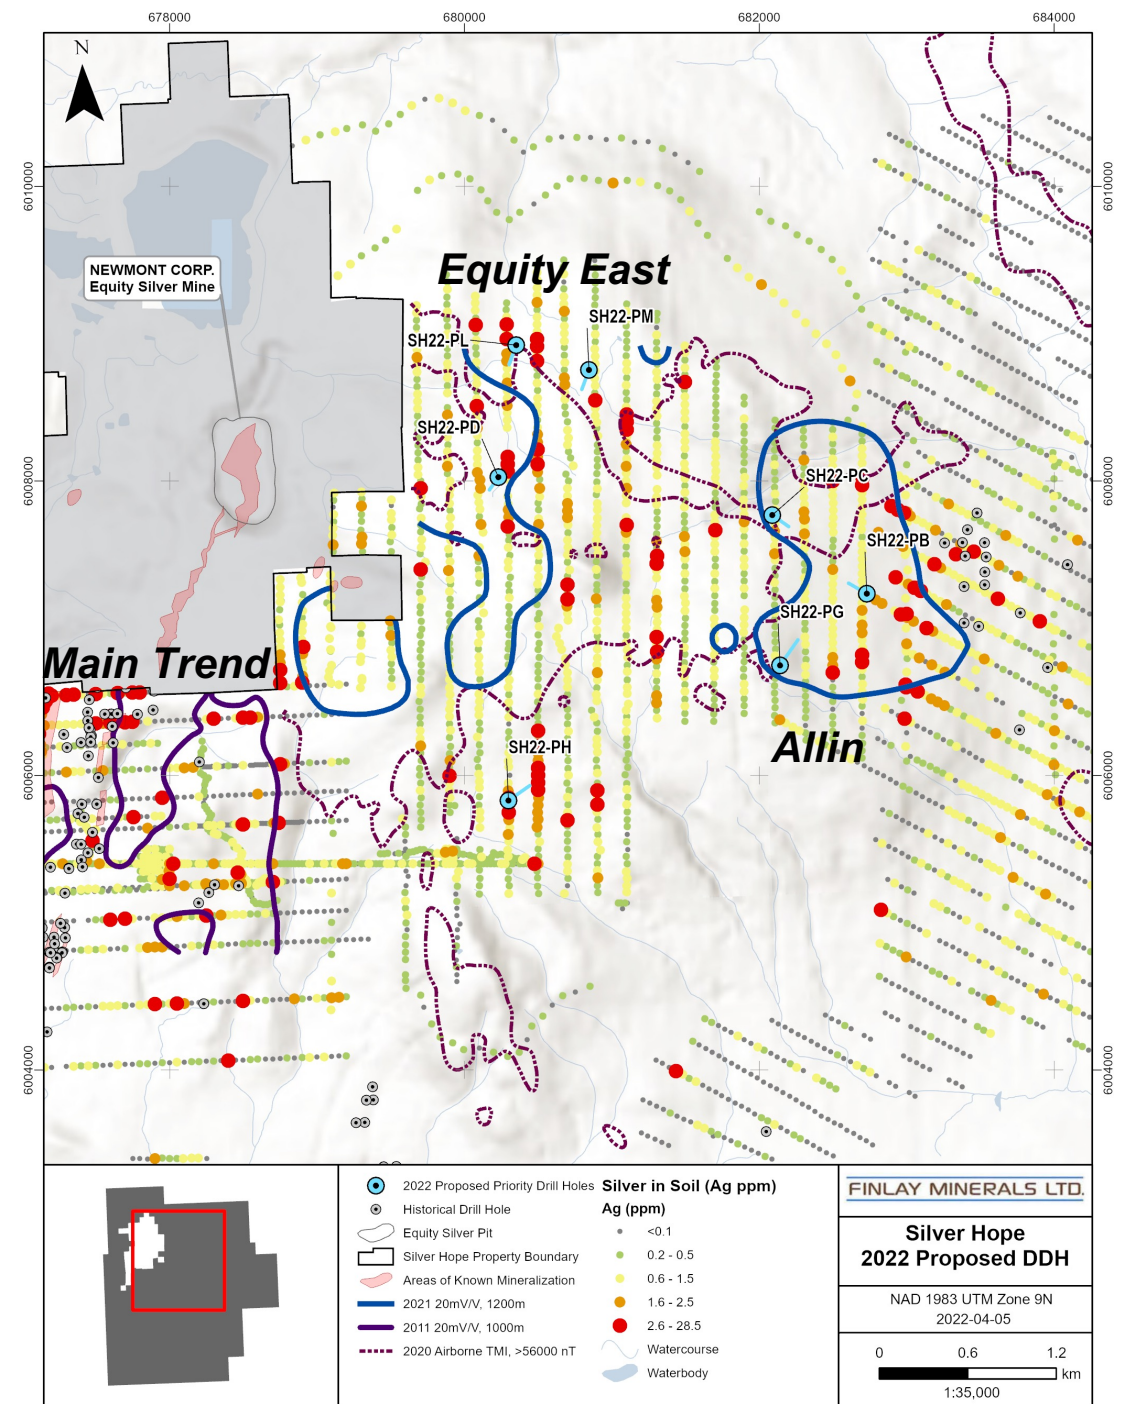 678000
680000
682000
684000
N
6010000
6010000
NEWMONT CORP.
Equity Silver Mine
Equity East
SH22-PM
SH22-PL
SH22-PD
6008000
6008000
SH22-PC
SH22-PB
SH22-PG
Main Trend
Allin
SH22-PH
6006000
6006000
6004000
6004000
2022 Proposed Priority Drill Holes
Historical Drill Hole
Equity Silver Pit
Silver Hope Property Boundary
Areas of Known Mineralization
2021 20mV/V, 1200m
2011 20mV/V, 1000m
2020 Airborne TMI, >56000 nT
Silver in Soil (Ag ppm)
Ag (ppm)
<0.1
0.2 - 0.5
0.6 - 1.5
1.6 - 2.5
2.6 - 28.5
Watercourse
Waterbody
FINLAY MINERALS LTD.
Silver Hope
2022 Proposed DDH
NAD 1983 UTM Zone 9N
2022-04-05
0 0.6 1.2
km
1:35,000